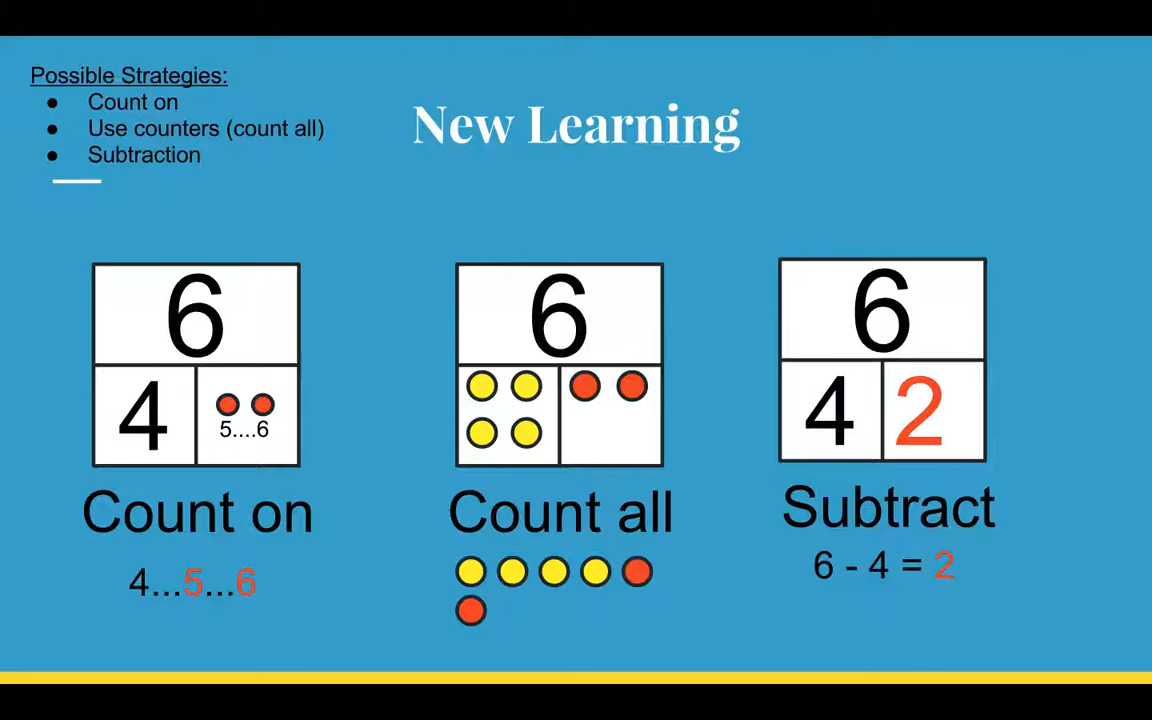 Possible Strategies:
● Count on
● Use counters (count all)
● Subtraction
New Learning
6
4
5....6
Count on
4...5...6
6
Count all
6
4 2
Subtract
6 - 4 = 2